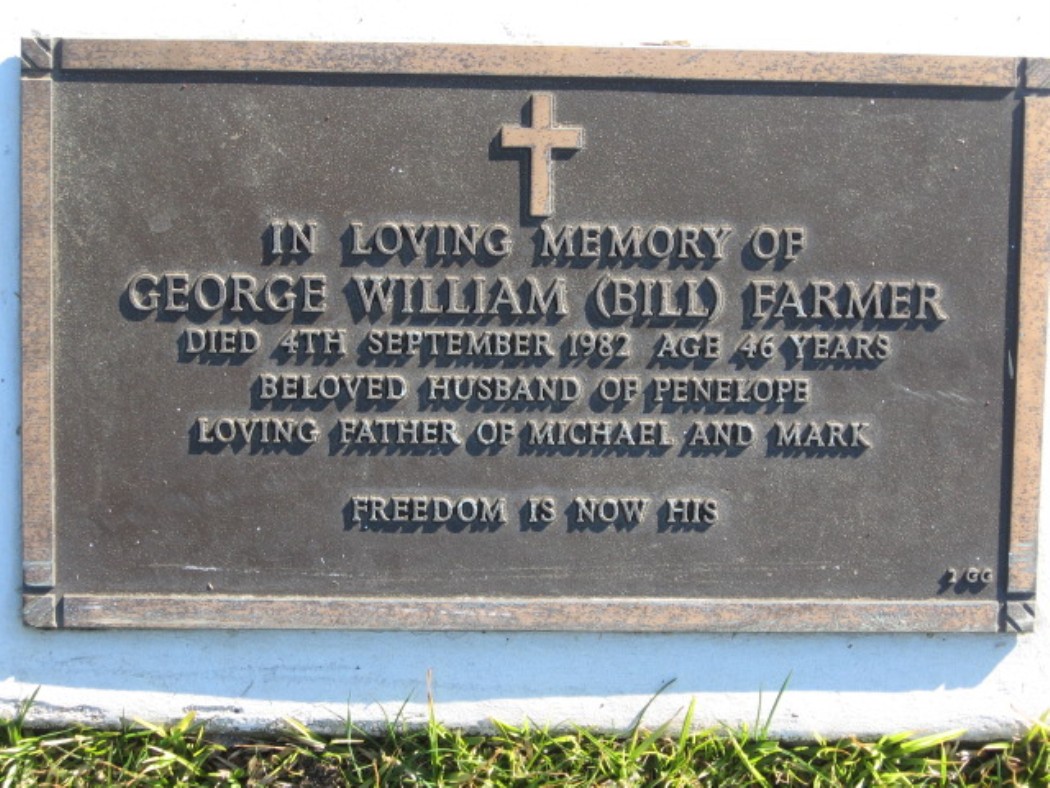 IN LOVING MEMORY OF
GEORGE WILLIAM (BILL) FARMER
DIED 4TH SEPTEMBER 1982 AGE 46 YEARS
BELOVED HUSBAND OF PENELOPE
LOVING FATHER OF MICHAEL AND MARK
FREEDOM IS NOW HIS